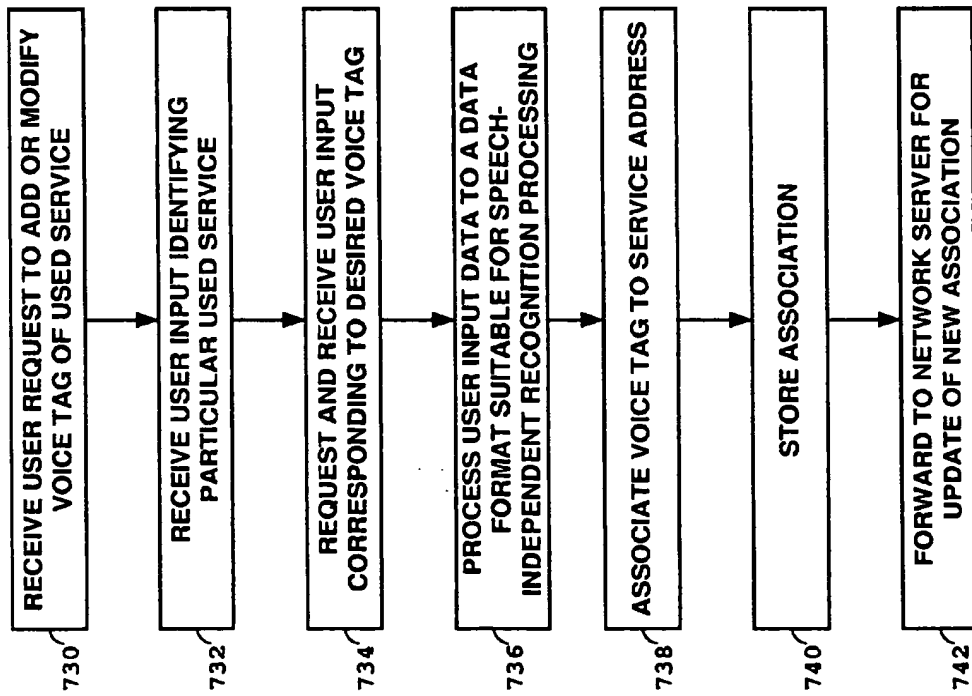 RECEIVE USER REQUEST TO ADD OR MODIFY
VOICE TAG OF USED SERVICE
730
RECEIVE USER INPUT IDENTIFYING
PARTICULAR USED SERVICE
732
REQUEST AND RECEIVE USER INPUT
CORRESPONDING TO DESIRED VOICE TAG
734
PROCESS USER INPUT DATA TO A DATA
FORMAT SUITABLE FOR SPEECH-
INDEPENDENT RECOGNITION PROCESSING
736
ASSOCIATE VOICE TAG TO SERVICE ADDRESS
738
STORE ASSOCIATION
740
FORWARD TO NETWORK SERVER FOR
UPDATE OF NEW ASSOCIATION
742